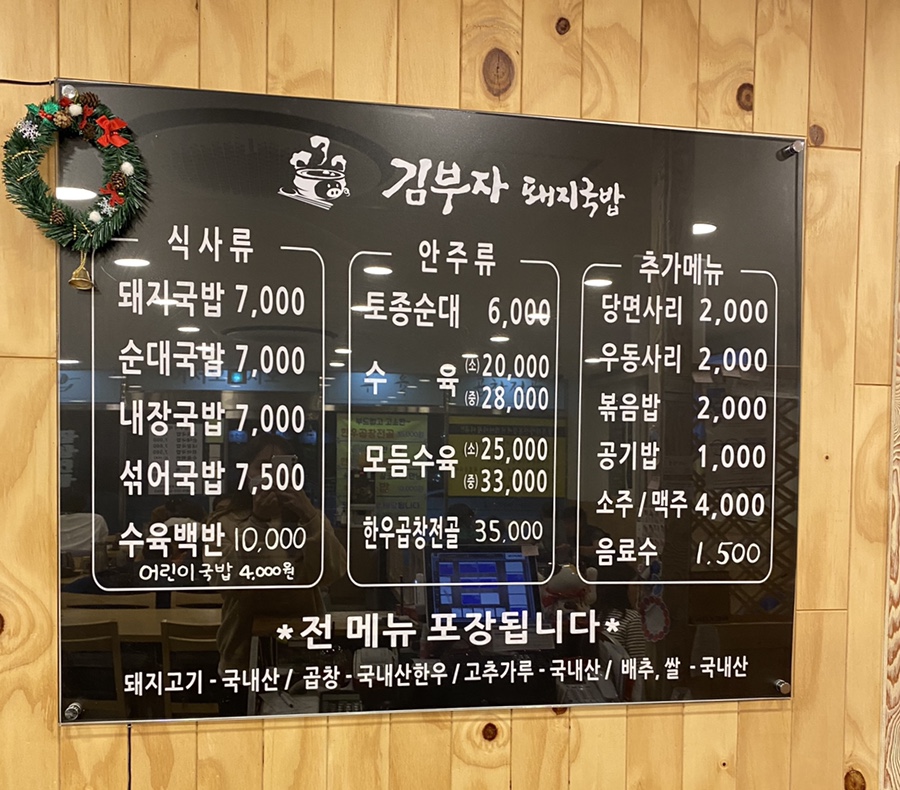 김부자 돼지국밥
식사류
돼지국밥 7,000
순대국밥 7,000
내장국밥 7,000
섞어국밥 7,500
수육백반 10,000
어린이국밥 4,000원
안주류
토종순대 6,000
수육 (소) 20,000
(중) 28,000
모듬수육 (소) 25,000
(중) 33,000
한우곱창전골 35,000
추가메뉴
당면사리 2,000
우동사리 2,000
볶음밥 2,000
공기밥 1,000
소주/맥주 4,000
음료수 1,500
*전 메뉴 포장됩니다*
돼지고기-국내산/ 곱창-국내산한우/고추가루-국내산/ 배추, 쌀 -국내산